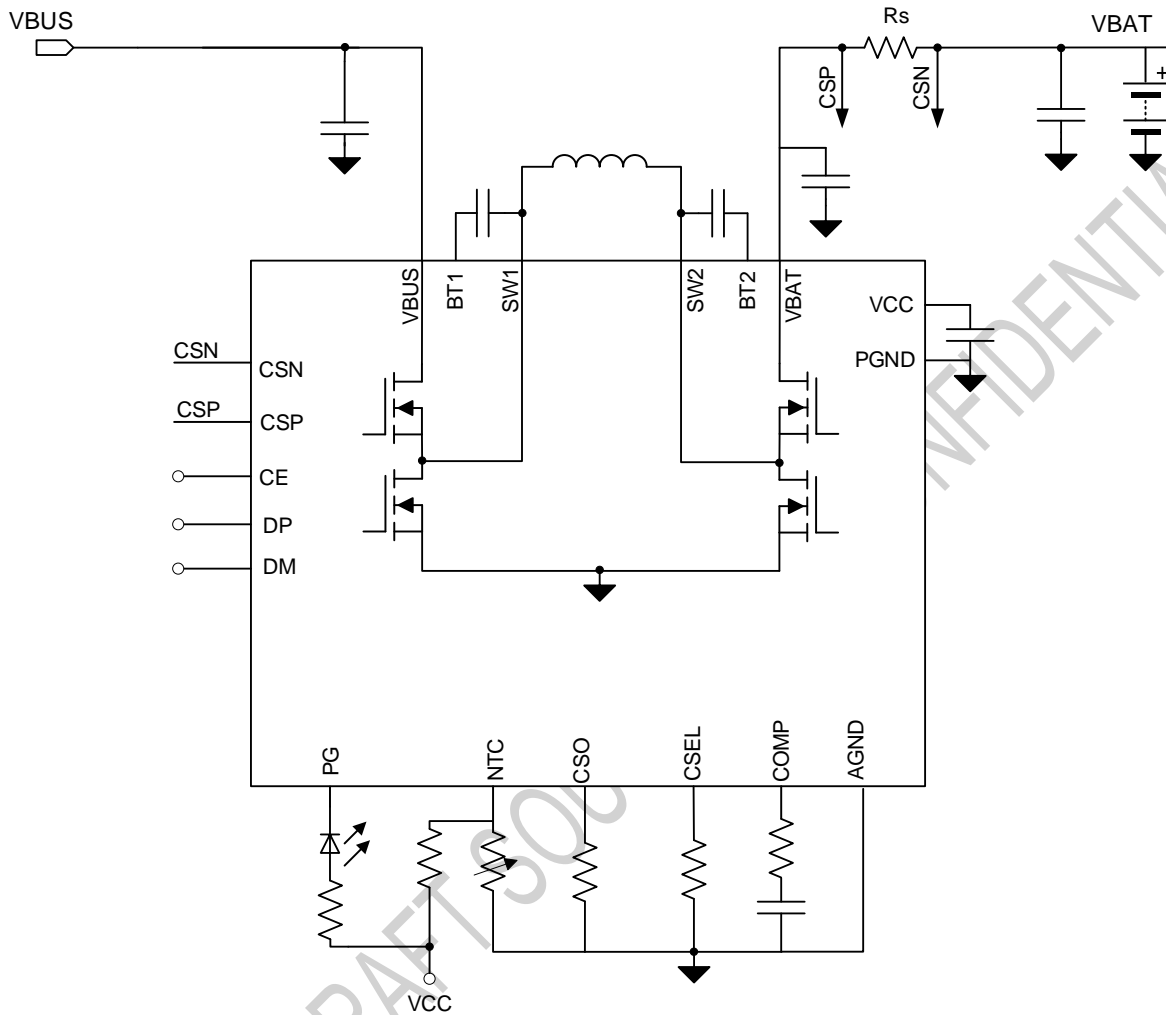 VBUS
Rs
VBAT
CSP
CSN
+
VBUS
BT1
SW1
SW2
BT2
VBAT
VCC
PGND
CSN
CSN
CSP
CSP
CE
DP
DM
PG
NTC
CSO
CSEL
COMP
AGND
VCC